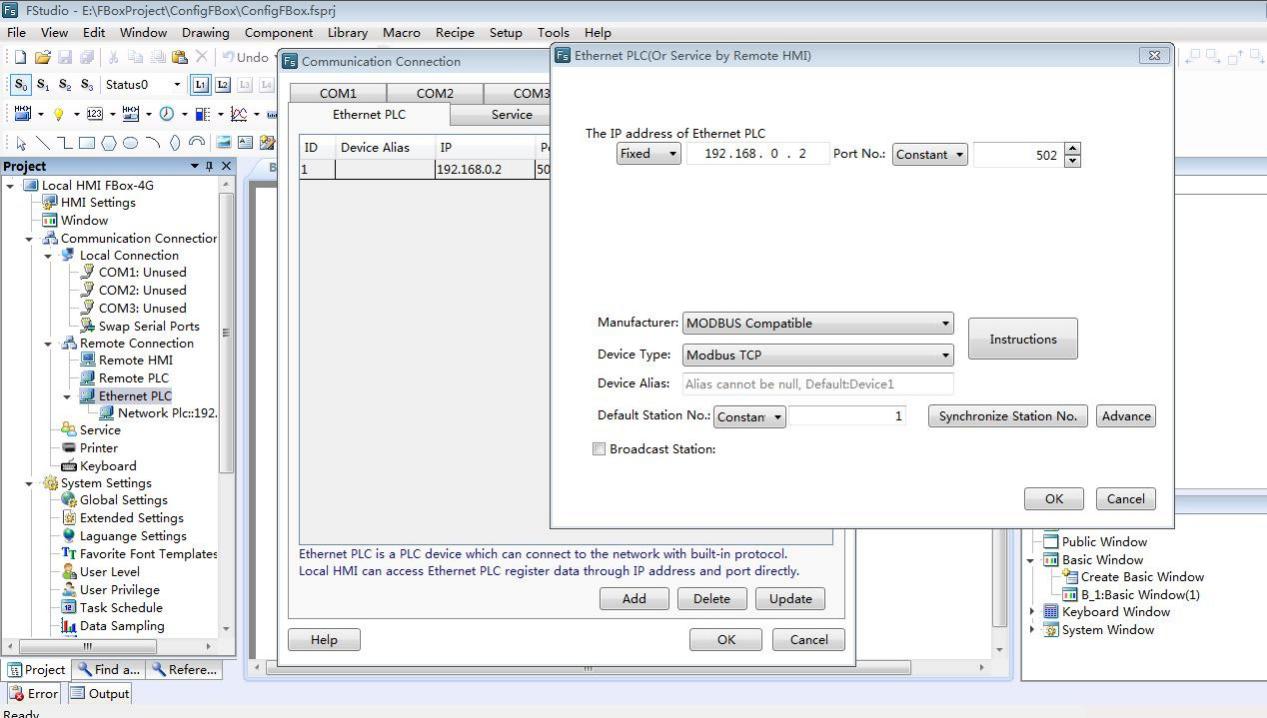 FStudio - E:\FBoxProject\ConfigFBox\ConfigFBox.fsprj
File View Edit Window Drawing Component Library Macro Recipe Setup Tools Help
Undo
S0 S1 S2 S3 Status0 L1 L2 L3 L4
123
Project
Local HMI FBox-4G
HMI Settings
Window
Communication Connection
Local Connection
COM1: Unused
COM2: Unused
COM3: Unused
Swap Serial Ports
Remote Connection
Remote HMI
Remote PLC
Ethernet PLC
Network Plc::192.
Service
Printer
Keyboard
System Settings
Global Settings
Extended Settings
Laguange Settings
Favorite Font Templates
User Level
User Privilege
Task Schedule
Data Sampling
Project Find a... Refere...
Error Output
Ready
Communication Connection
COM1 COM2 COM3
Ethernet PLC Service
ID Device Alias IP
1 192.168.0.2 50
Ethernet PLC is a PLC device which can connect to the network with built-in protocol.
Local HMI can access Ethernet PLC register data through IP address and port directly.
Add Delete Update
Help OK Cancel
Ethernet PLC(Or Service by Remote HMI)
The IP address of Ethernet PLC
Fixed 192.168. 0 . 2 Port No.: Constant 502
Manufacturer: MODBUS Compatible
Instructions
Device Type: Modbus TCP
Device Alias: Alias cannot be null, Default:Device1
Default Station No.: Constan 1 Synchronize Station No. Advance
Broadcast Station:
OK Cancel
Public Window
Basic Window
Create Basic Window
B_1:Basic Window(1)
Keyboard Window
System Window